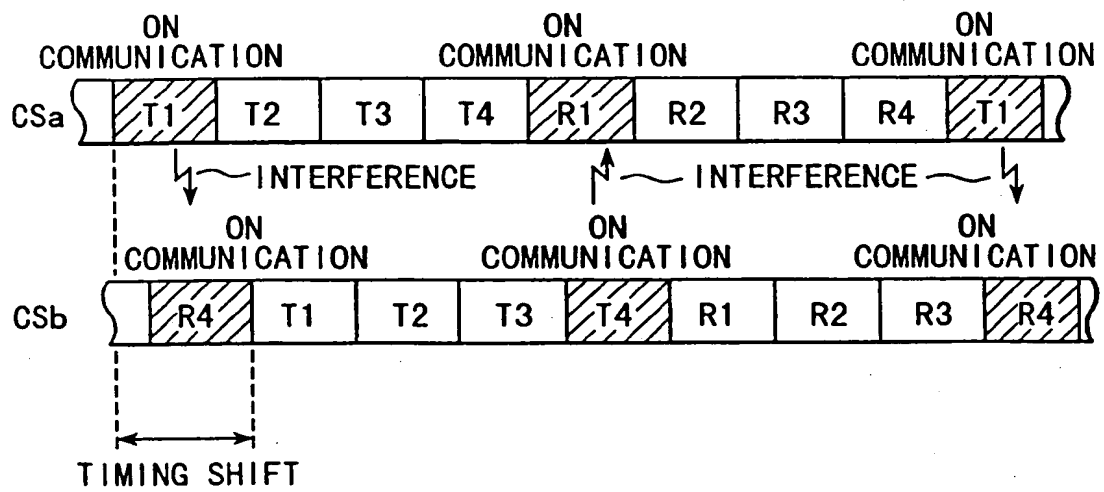 ON COMMUNICATION
ON COMMUNICATION
ON COMMUNICATION
CSa T1 T2 T3 T4 R1 R2 R3 R4 T1
INTERFERENCE
INTERFERENCE
ON COMMUNICATION
ON COMMUNICATION
ON COMMUNICATION
CSb R4 T1 T2 T3 T4 R1 R2 R3 R4
TIMING SHIFT